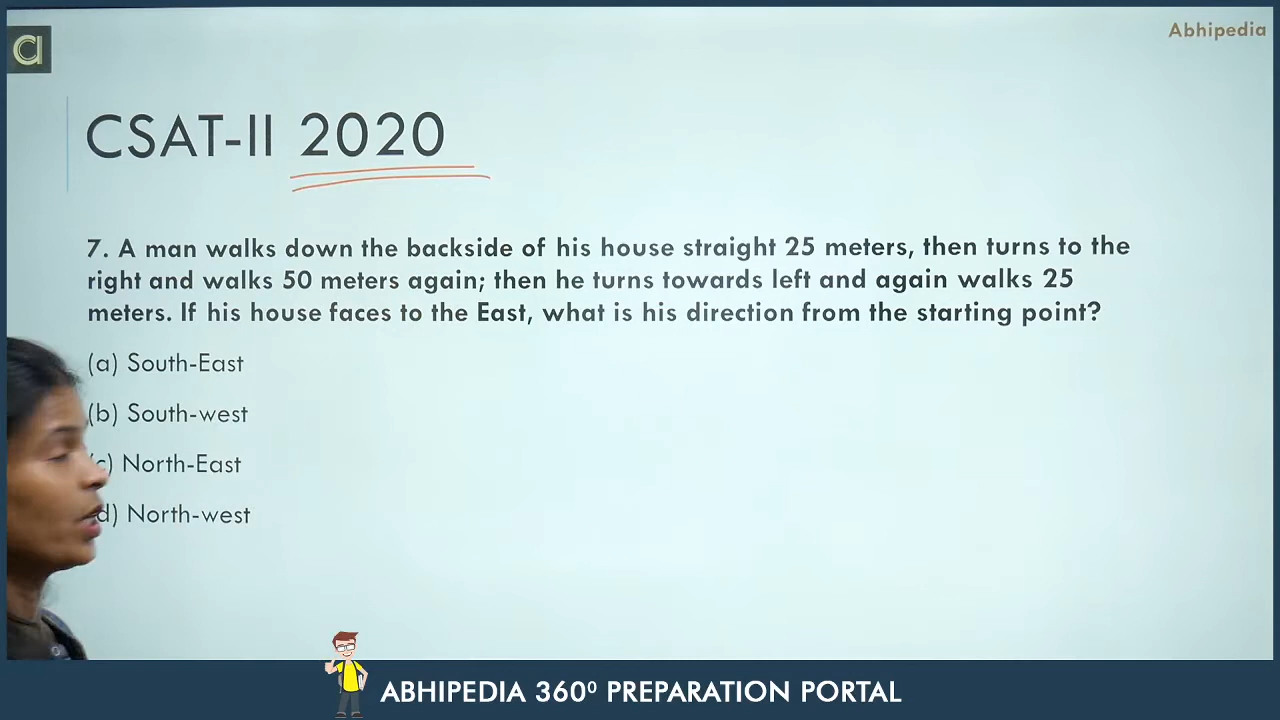 Abhipedia
CSAT-II 2020
7. A man walks down the backside of his house straight 25 meters, then turns to the
right and walks 50 meters again; then he turns towards left and again walks 25
meters. If his house faces to the East, what is his direction from the starting point?
(a) South-East
(b) South-west
c) North-East
d) North-west
ABHIPEDIA 360⁰ PREPARATION PORTAL